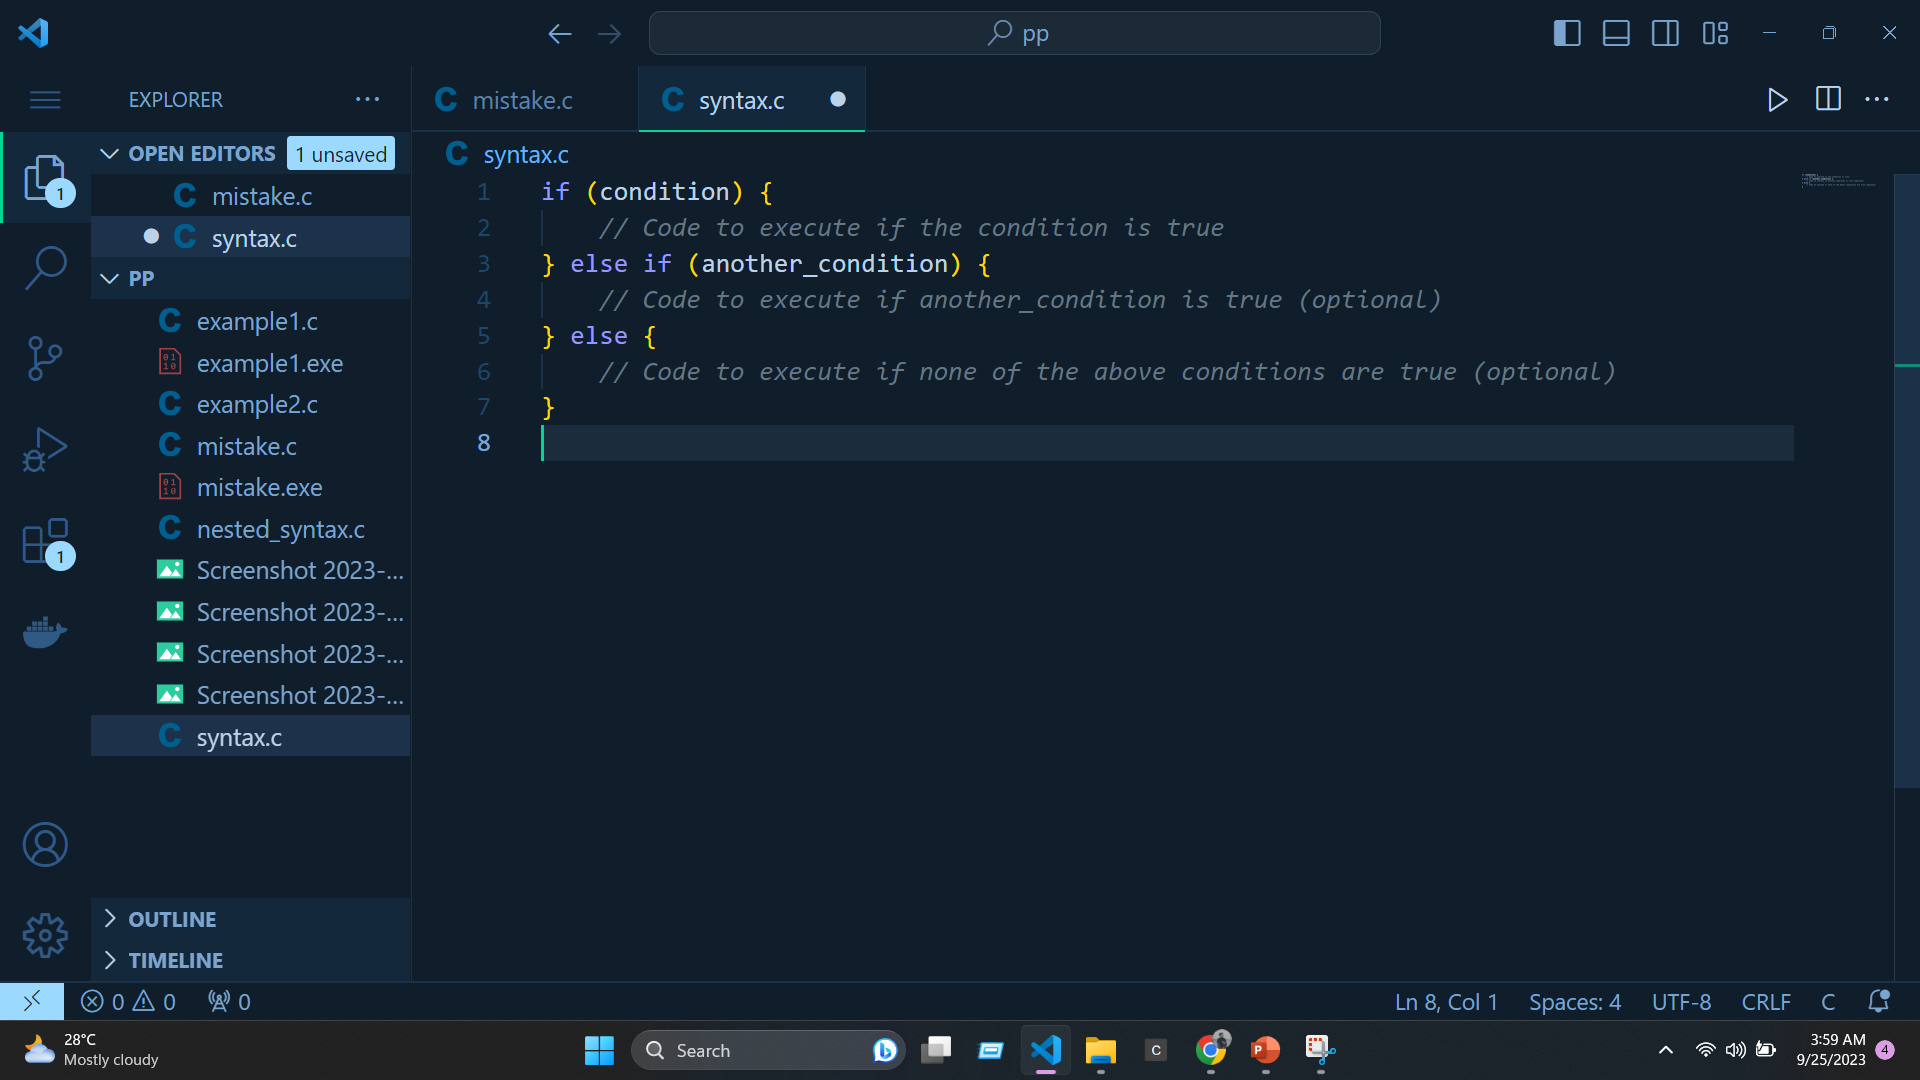 pp
EXPLORER
mistake.c
syntax.c
OPEN EDITORS
1 unsaved
mistake.c
syntax.c
PP
example1.c
example1.exe
example2.c
mistake.c
mistake.exe
nested_syntax.c
Screenshot 2023-...
Screenshot 2023-...
Screenshot 2023-...
Screenshot 2023-...
syntax.c
OUTLINE
TIMELINE
1
1
syntax.c
1 if (condition) {
2 // Code to execute if the condition is true
3 } else if (another_condition) {
4 // Code to execute if another_condition is true (optional)
5 } else {
6 // Code to execute if none of the above conditions are true (optional)
7 }
8
0 0 0
Ln 8, Col 1 Spaces: 4 UTF-8 CRLF C
28°C
Mostly cloudy
Search
3:59 AM
9/25/2023
4